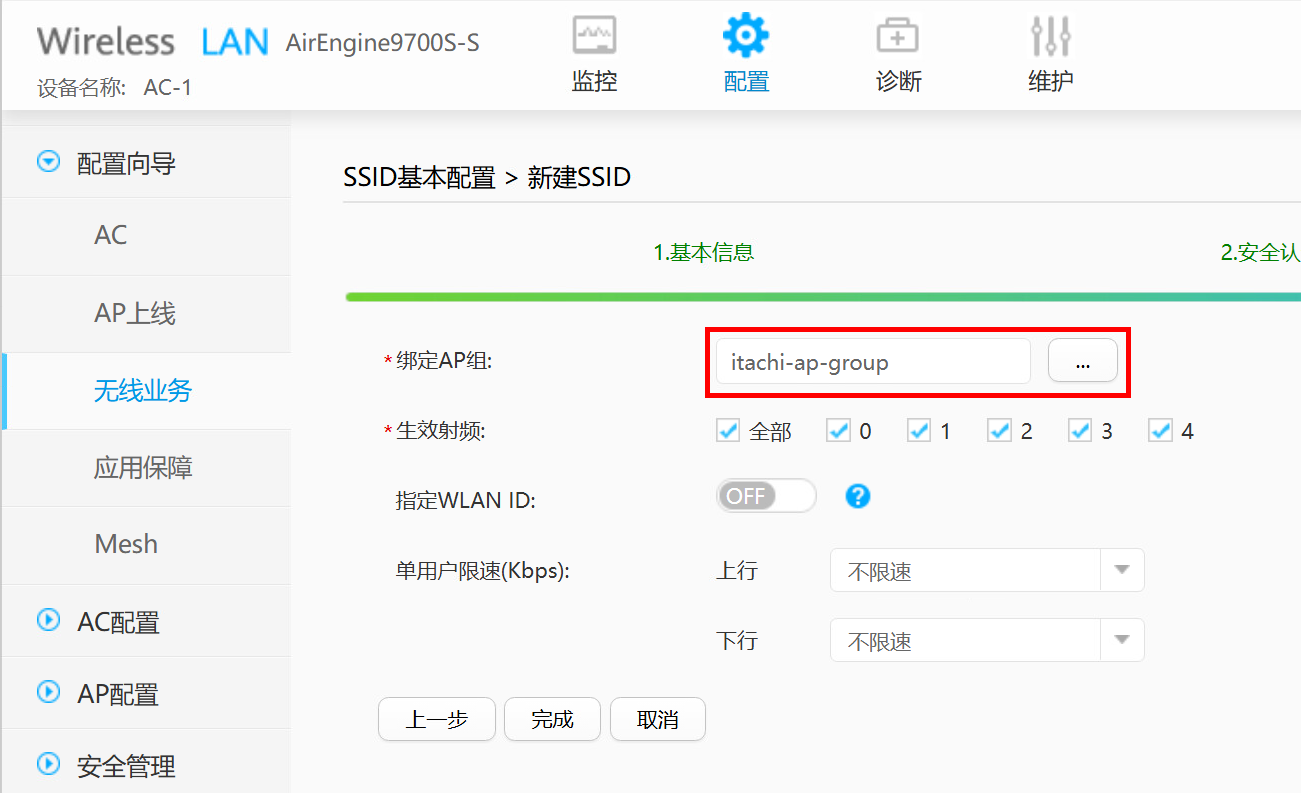 Wireless LAN AirEngine9700S-S
设备名称: AC-1
监控
配置
诊断
维护
配置向导
AC
AP上线
无线业务
应用保障
Mesh
AC配置
AP配置
安全管理
SSID基本配置 > 新建SSID
1.基本信息
2.安全认
*绑定AP组: itachi-ap-group ...
*生效射频: 全部 0 1 2 3 4
指定WLAN ID: OFF ?
单用户限速(Kbps): 上行 不限速
下行 不限速
上一步 完成 取消